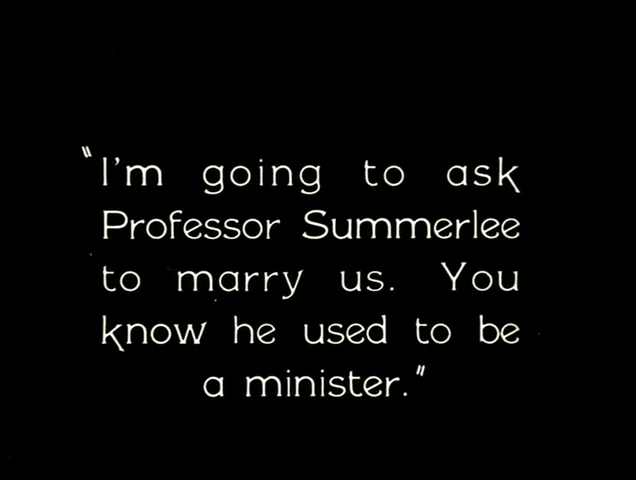 "I'm going to ask
Professor Summerlee
to marry us. You
know he used to be
a minister."